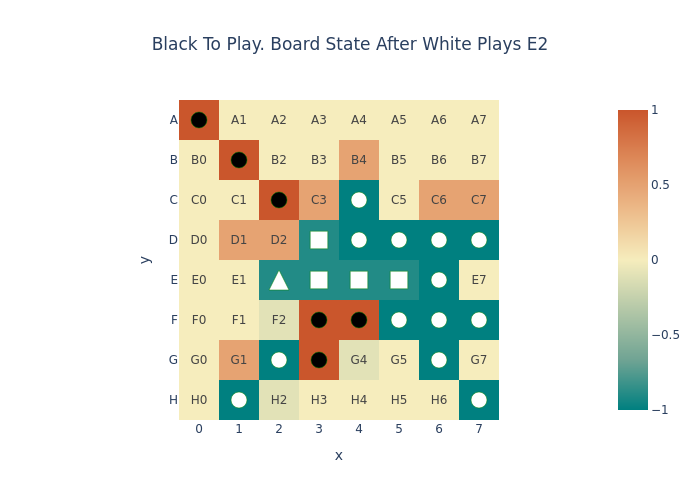 Black To Play. Board State After White Plays E2
A A1 A2 A3 A4 A5 A6 A7 1
B B0 B2 B3 B4 B5 B6 B7
C C0 C1 C3 C5 C6 C7 0.5
D D0 D1 D2
y
E E0 E1 E7 0
F F0 F1 F2 −0.5
G G0 G1 G4 G5 G7
H H0 H2 H3 H4 H5 H6 −1
0 1 2 3 4 5 6 7
x